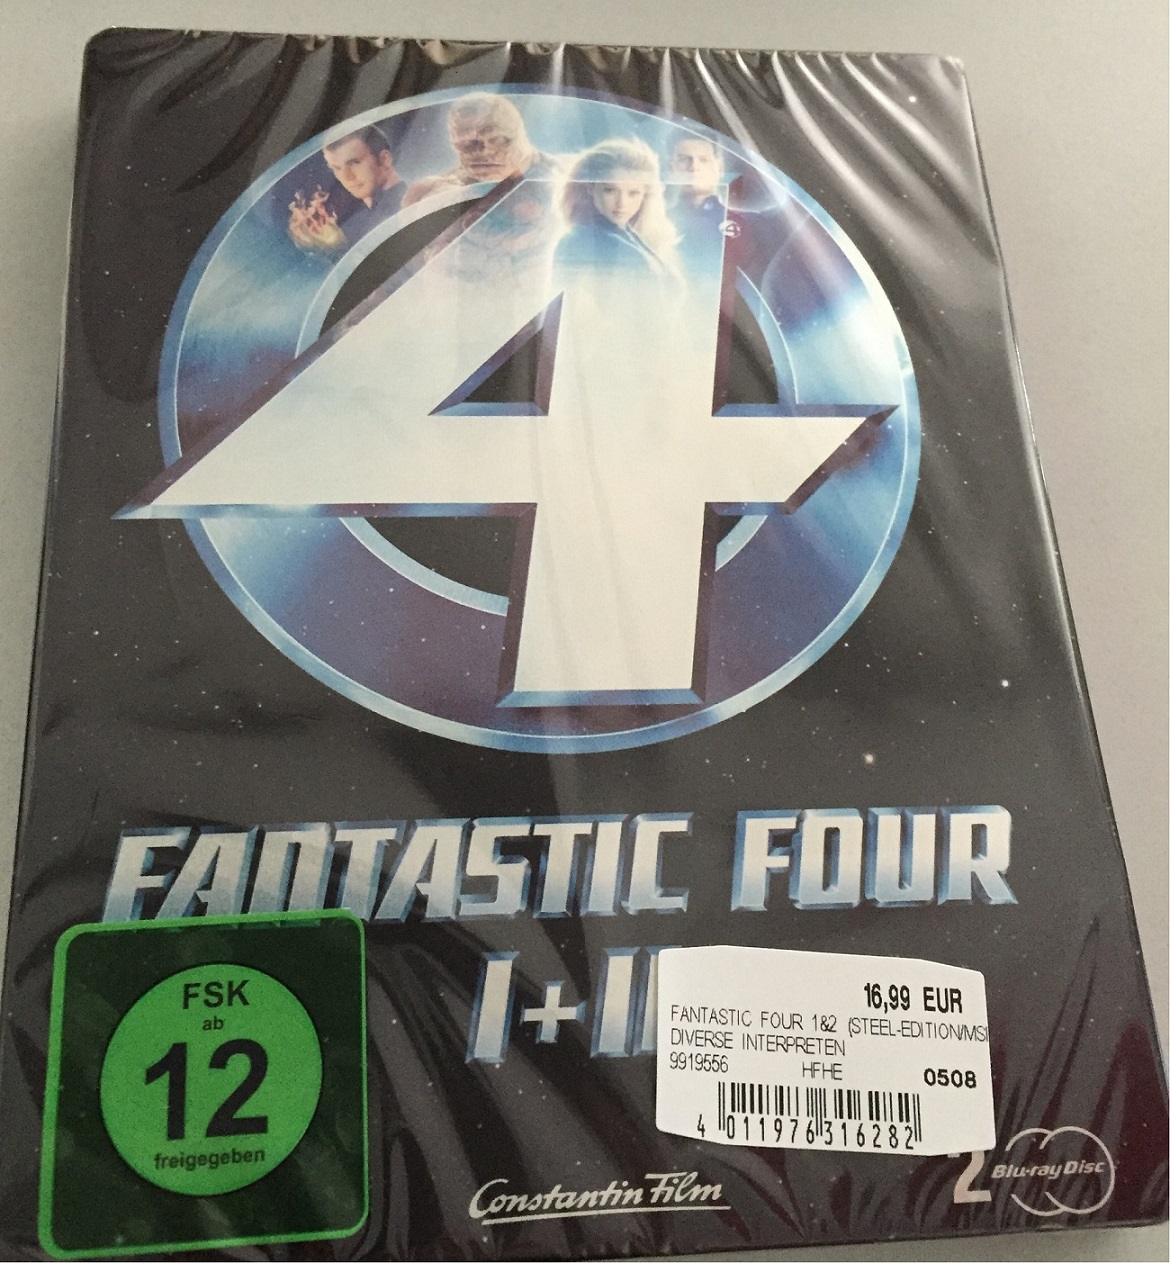 4
FANTASTIC FOUR
I+II
FSK
ab
12
freigegeben
16,99 EUR
FANTASTIC FOUR 1&2 (STEEL-EDITION/MSI
DIVERSE INTERPRETEN
9919556 HFHE 0508
4 011976 316282
Constantin Film
2 Blu-ray Disc